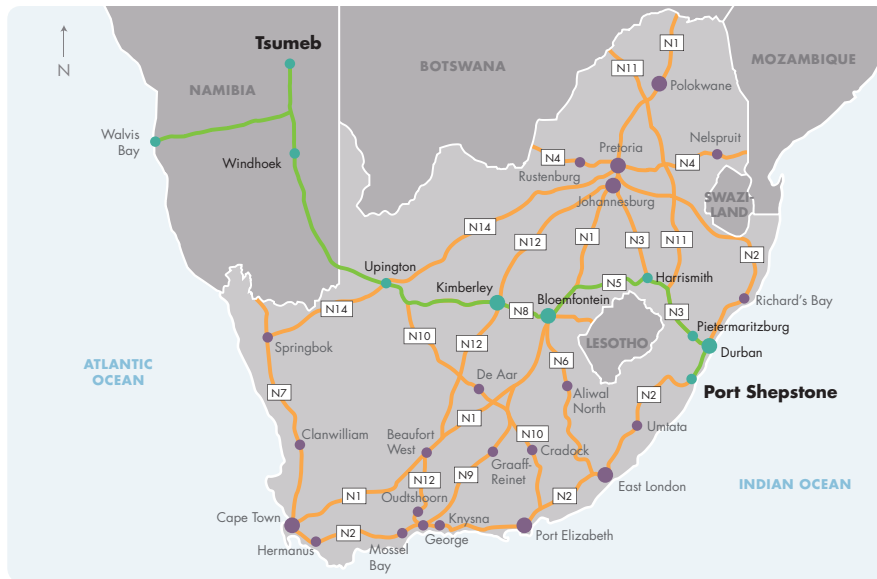 N1
Tsumeb
N11
BOTSWANA
MOZAMBIQUE
N
NAMIBIA
Polokwane
Walvis
Bay
Nelspruit
Pretoria
Windhoek
N4
N4
Rustenburg
SWAZI-
LAND
Johannesburg
N14
N12
N1
N3
N11
N2
Upington
Harrismith
N5
Kimberley
Bloemfontein
Richard's Bay
N14
N8
N3
Pietermaritzburg
N10
N12
LESOTHO
Durban
Springbok
N6
ATLANTIC
OCEAN
De Aar
N7
Aliwal
North
N2
Port Shepstone
N1
Umtata
Clanwilliam
Beaufort
West
N10
Cradock
Graaff-
Reinet
N9
N12
INDIAN OCEAN
East London
N1
Oudtshoorn
N2
Cape Town
Knysna
N2
George
Port Elizabeth
Hermanus
Mossel
Bay